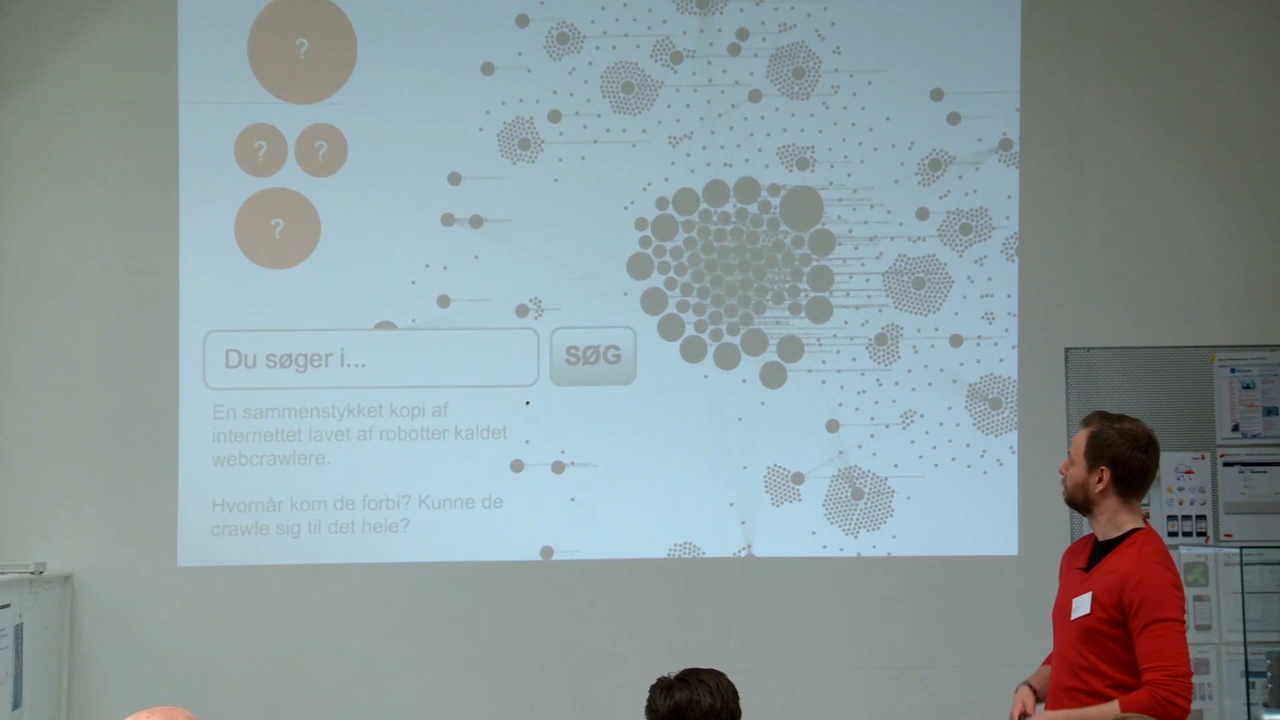 ?
? ?
?
Du søger i...
SØG
En sammenstykket kopi af
internettet lavet af robotter kaldet
webcrawlere.
Hvornår kom de forbi? Kunne de
crawle sig til det hele?